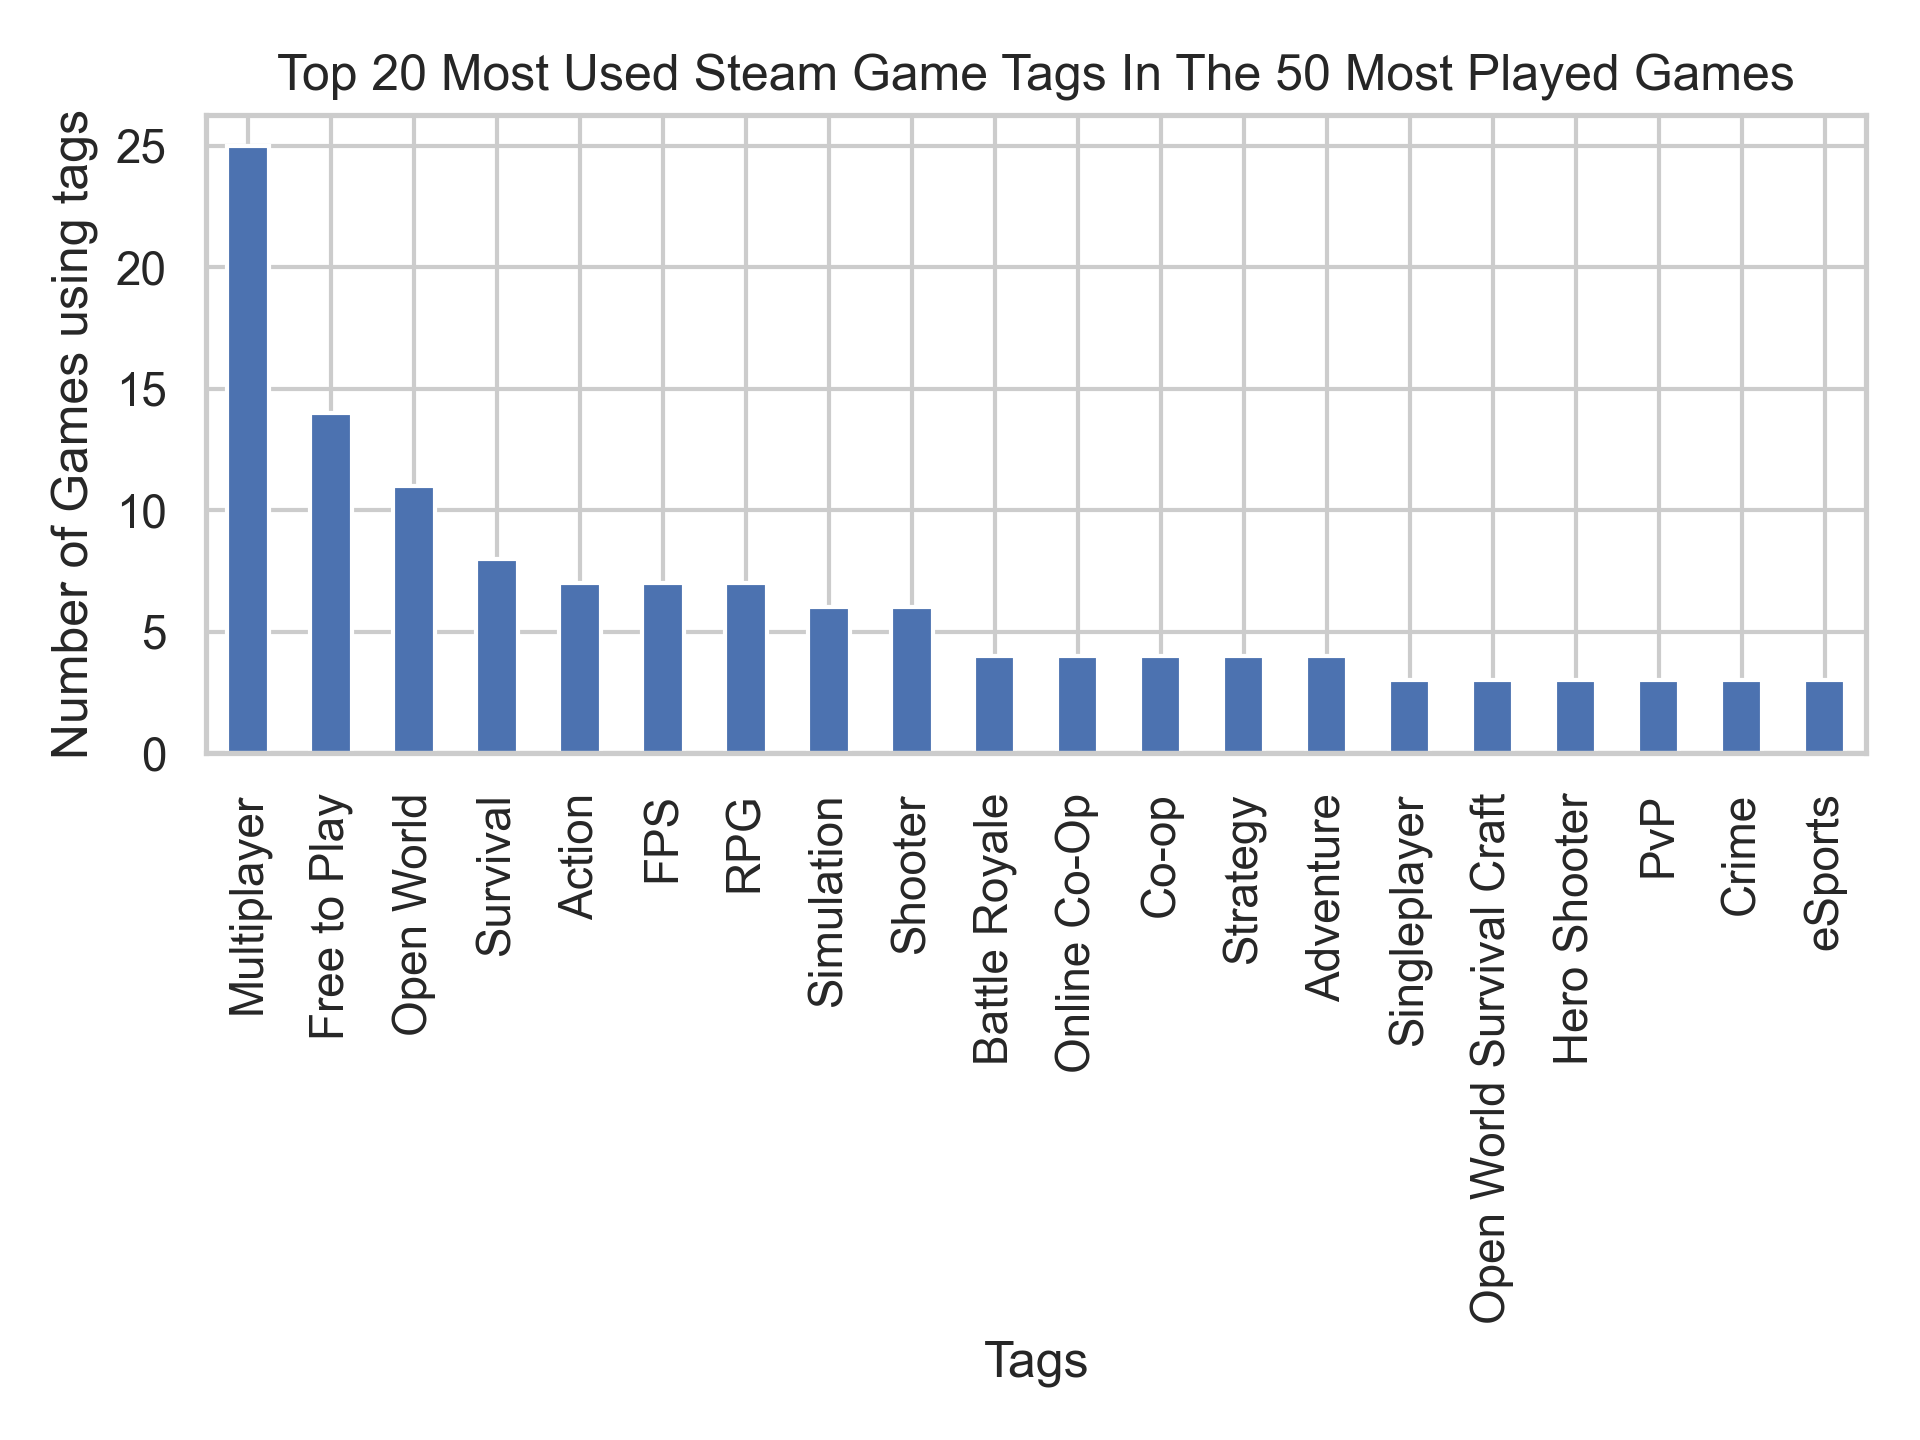 Top 20 Most Used Steam Game Tags In The 50 Most Played Games
Number of Games using tags
25
20
15
10
5
0
Multiplayer
Free to Play
Open World
Survival
Action
FPS
RPG
Simulation
Shooter
Battle Royale
Online Co-Op
Co-op
Strategy
Adventure
Singleplayer
Open World Survival Craft
Hero Shooter
PvP
Crime
eSports
Tags